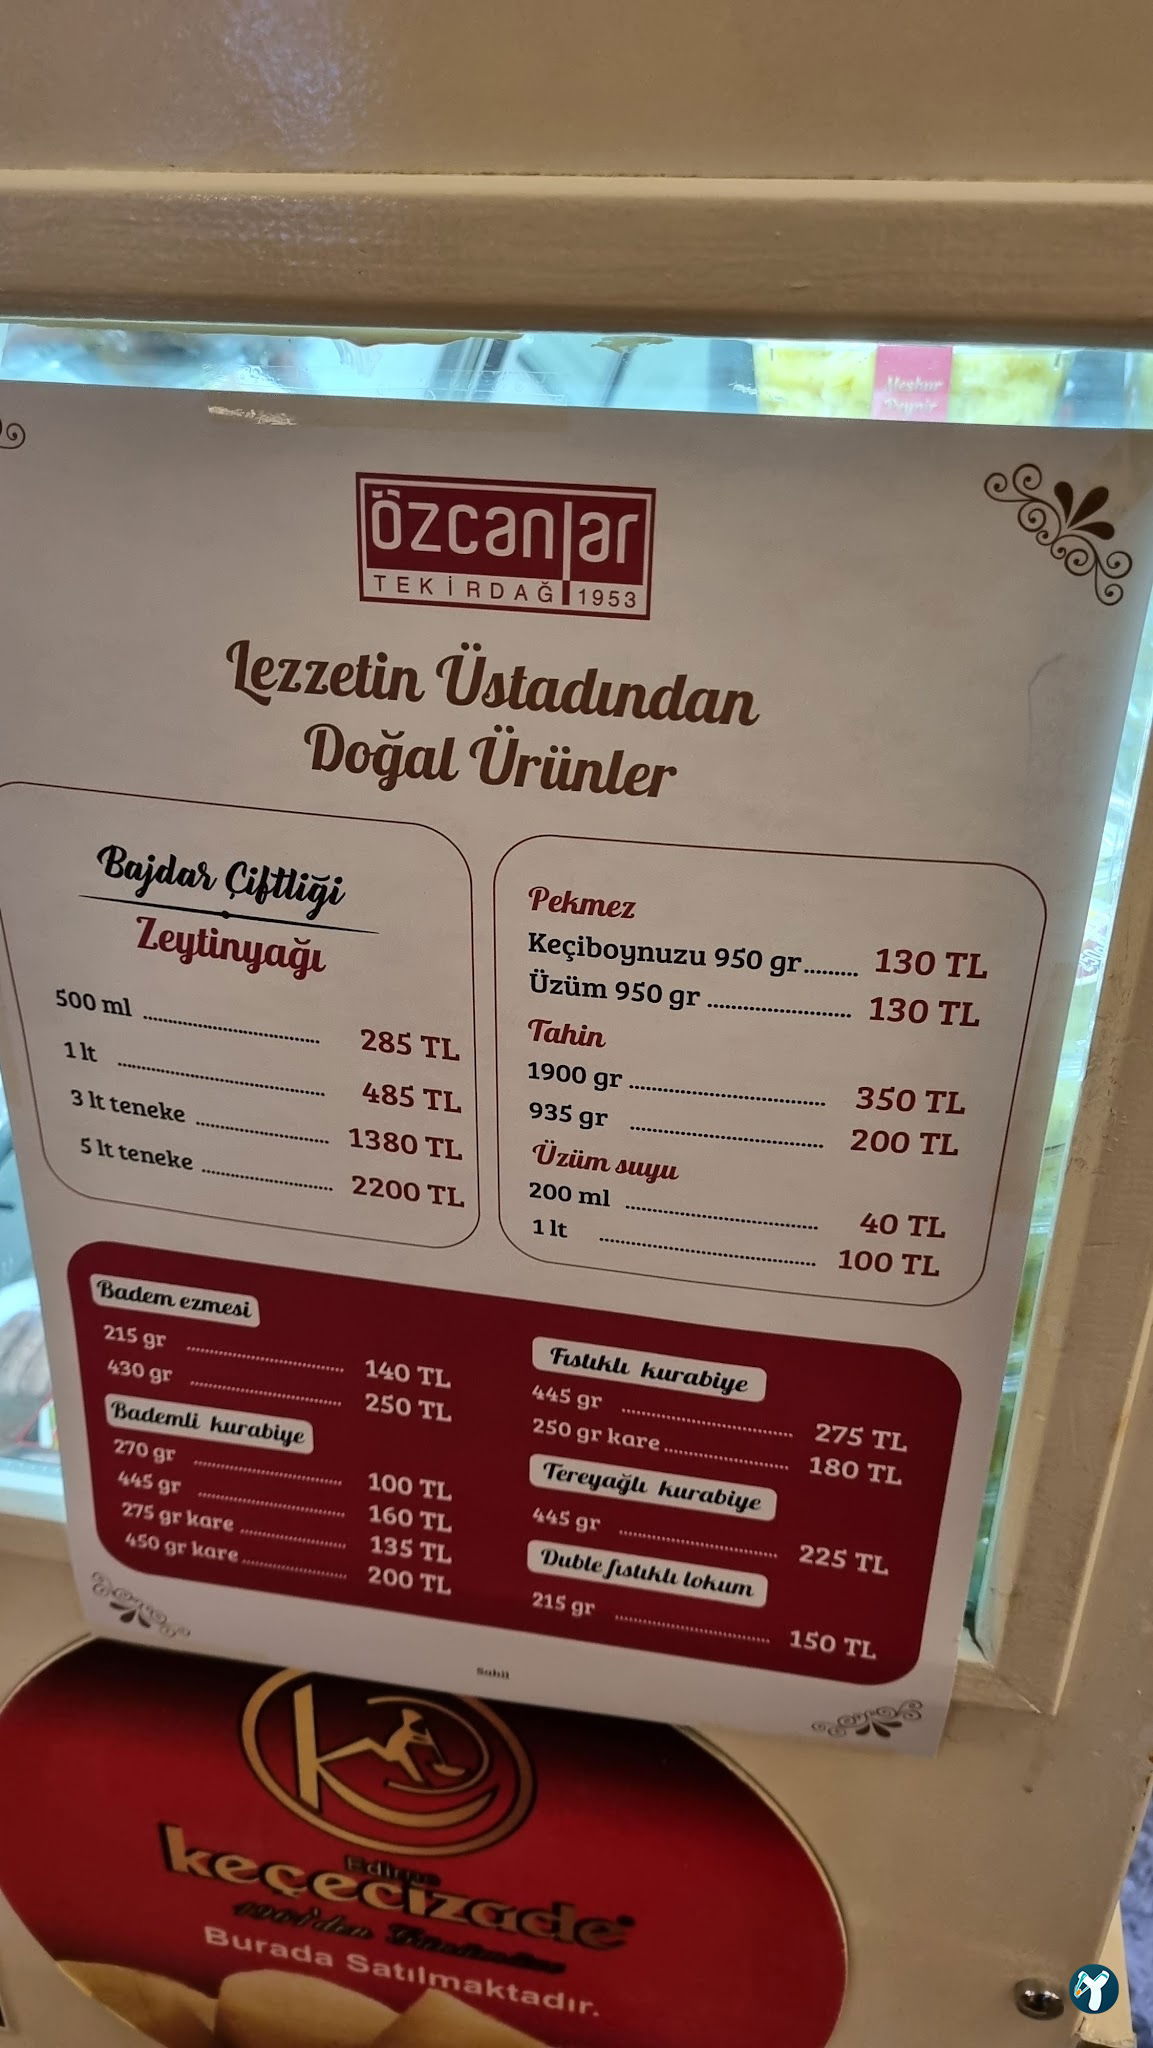 Meshur
Peynir
özcanlar
TEKİRDAĞ 1953
Lezzetin Üstadından
Doğal Ürünler
Bajdar Çiftliği
Zeytinyağı
500 ml ........ 285 TL
1 lt ........ 485 TL
3 lt teneke ........ 1380 TL
5 lt teneke ........ 2200 TL
Pekmez
Keçiboynuzu 950 gr ........ 130 TL
Üzüm 950 gr ........ 130 TL
Tahin
1900 gr ........ 350 TL
935 gr ........ 200 TL
Üzüm suyu
200 ml ........ 40 TL
1 lt ........ 100 TL
Badem ezmesi
215 gr ........ 140 TL
430 gr ........ 250 TL
Bademli kurabiye
270 gr ........ 100 TL
445 gr ........ 160 TL
275 gr kare ........ 135 TL
450 gr kare ........ 200 TL
Fıstıklı kurabiye
445 gr ........ 275 TL
250 gr kare ........ 180 TL
Tereyağlı kurabiye
445 gr ........ 225 TL
Duble fıstıklı lokum
215 gr ........ 150 TL
Sahil
Edirne
keçecizade
Burada Satılmaktadır.